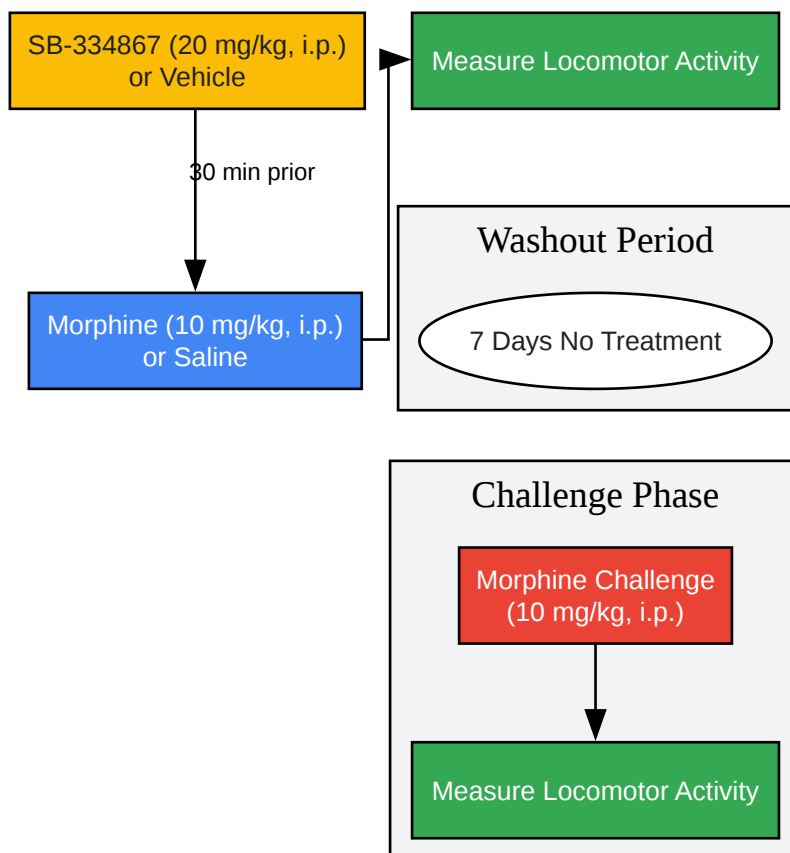 SB-334867 (20 mg/kg, i.p.)
or Vehicle
Measure Locomotor Activity
30 min prior
Washout Period
Morphine (10 mg/kg, i.p.)
or Saline
7 Days No Treatment
Challenge Phase
Morphine Challenge
(10 mg/kg, i.p.)
Measure Locomotor Activity